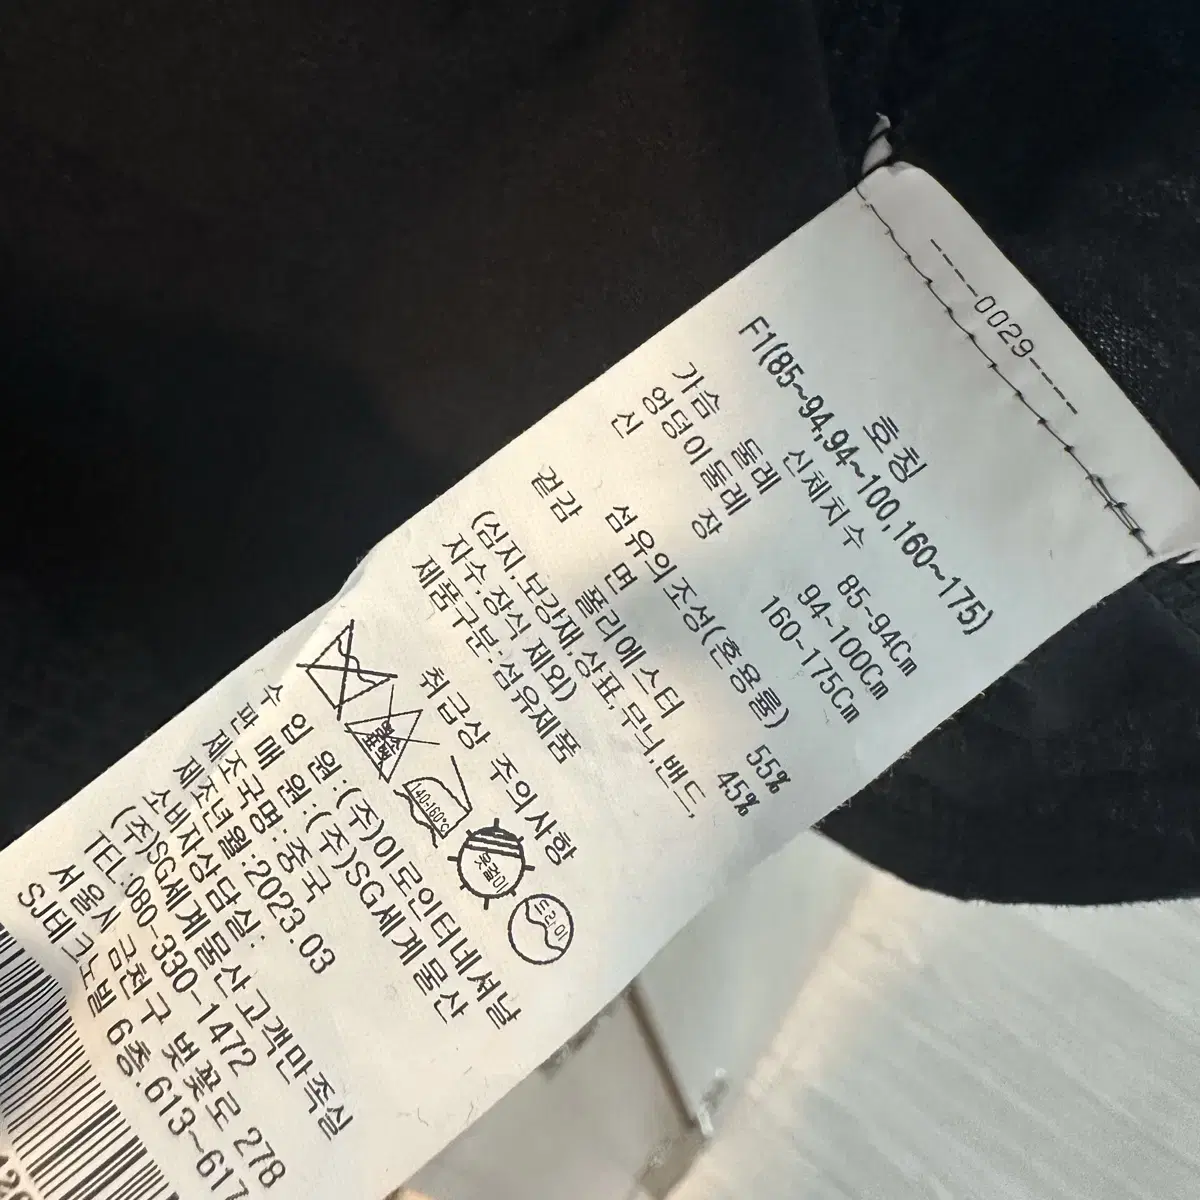 -----0029-----
호칭
F1(85~94,94~100,160~175)
신체치수
가슴 둘레 85~94Cm
엉덩이둘레 94~100Cm
신 장 160~175Cm
섬유의조성(혼용률)
겉감 면 55%
폴리에스터 45%
(심지,보강재,상표,무늬,밴드,
자수,장식 제외)
제품구분-섬유제품
취급상 주의사항
140-160℃
옷걸이
드라이
수 입 원:(주)이로인터네셔날
판 매 원:(주)SG세계물산
제조국명:중국
제조년월:2023.03
소비자상담실:
(주)SG세계물산고객만족실
TEL:080-330-1472
서울시 금천구 벚꽃로 278
SJ테크노빌 6층.613~617